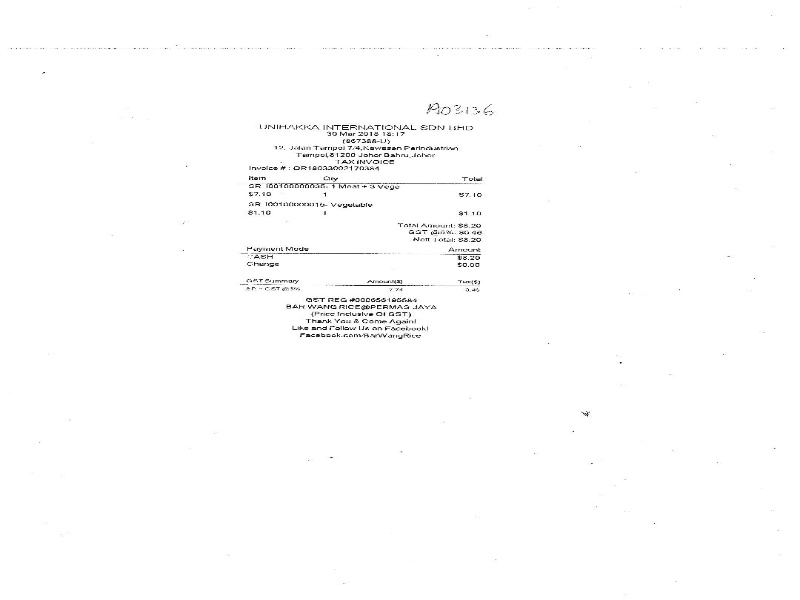 A03136
UNIHAKKA INTERNATIONAL SDN BHD
30 Mar 2018 18:17
(867388-U)
12, Jalan Tampoi 7/4,Kawasan Perindustrian
Tampoi,81200 Johor Bahru,Johor
TAX INVOICE
Invoice # : OR18033002170384
Item Qty Total
SR I00100000035- 1 Meat + 3 Vege
$7.10 1 $7.10
SR I00100000015- Vegetable
$1.10 1 $1.10
Total Amount: $8.20
GST @6%: $0.46
Nett Total: $8.20
Payment Mode Amount
CASH $8.20
Change $0.00
GST Summary Amount($) Tax($)
SR = GST @6% 7.74 0.46
GST REG #000656195584
BAR WANG RICE@PERMAS JAYA
(Price Inclusive Of GST)
Thank You & Come Again!
Like and Follow Us on Facebook!
Facebook.com/BarWangRice